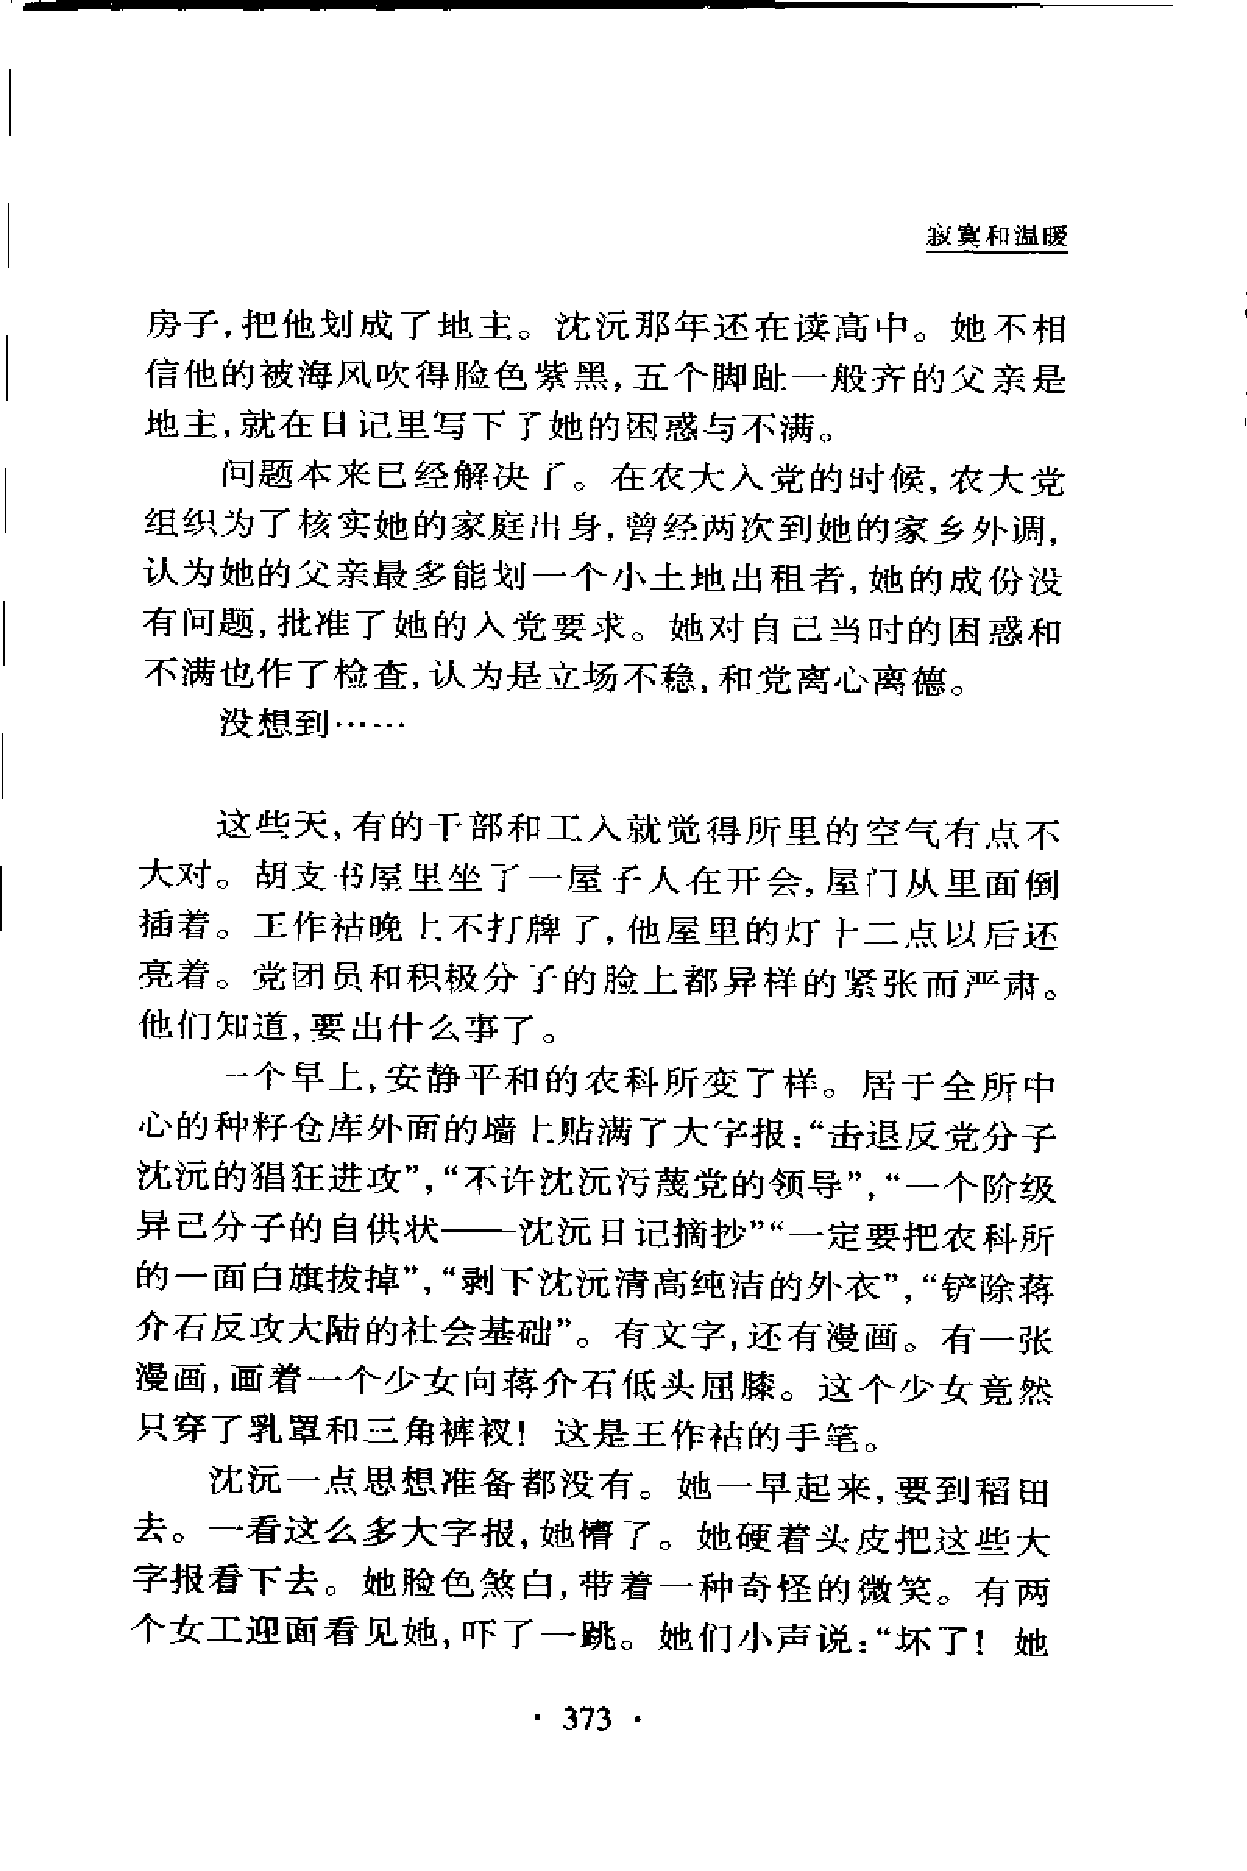 寂寞和温暖
房子,把他划成了地主。沈沅那年还在读高中。她不相
信他的被海风吹得脸色紫黑,五个脚趾一般齐的父亲是
地主,就在日记里写下了她的困惑与不满。
问题本来已经解决了。在农大入党的时候,农大党
组织为了核实她的家庭出身,曾经两次到她的家乡外调,
认为她的父亲最多能划一个小土地出租者,她的成份没
有问题,批准了她的入党要求。她对自己当时的困惑和
不满也作了检查,认为是立场不稳,和党离心离德。
没想到……
这些天,有的干部和工人就觉得所里的空气有点不
大对。胡支书屋里坐了一屋子人在开会,屋门从里面倒
插着。王作祜晚上不打牌了,他屋里的灯十二点以后还
亮着。党团员和积极分子的脸上都异样的紧张而严肃。
他们知道,要出什么事了。
一个早上,安静平和的农科所变了样。居于全所中
心的种籽仓库外面的墙上贴满了大字报:“击退反党分子
沈沅的猖狂进攻”,“不许沈沅污蔑党的领导”,“一个阶级
异己分子的自供状——沈沅日记摘抄”“一定要把农科所
的一面白旗拔掉”,“剥下沈沅清高纯洁的外衣”,“铲除蒋
介石反攻大陆的社会基础”。有文字,还有漫画。有一张
漫画,画着一个少女向蒋介石低头屈膝。这个少女竟然
只穿了乳罩和三角裤衩!这是王作祜的手笔。
沈沅一点思想准备都没有。她一早起来,要到稻田
去。一看这么多大字报,她懵了。她硬着头皮把这些大
字报看下去。她脸色煞白,带着一种奇怪的微笑。有两
个女工迎面看见她,吓了一跳。她们小声说:“坏了!她
· 373 ·